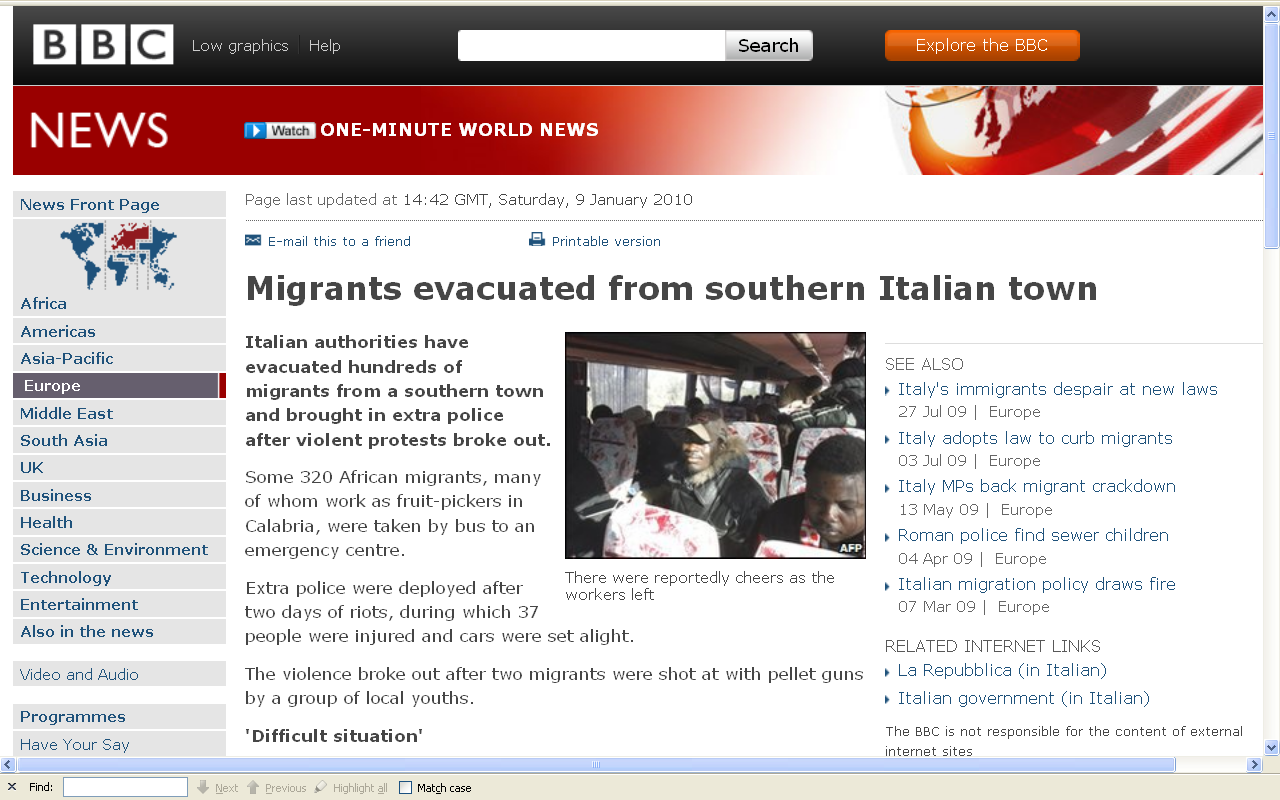 BBC Low graphics Help Search Explore the BBC
NEWS Watch ONE-MINUTE WORLD NEWS
News Front Page
Africa
Americas
Asia-Pacific
Europe
Middle East
South Asia
UK
Business
Health
Science & Environment
Technology
Entertainment
Also in the news
Video and Audio
Programmes
Have Your Say
Page last updated at 14:42 GMT, Saturday, 9 January 2010
E-mail this to a friend Printable version
Migrants evacuated from southern Italian town
Italian authorities have
evacuated hundreds of
migrants from a southern town
and brought in extra police
after violent protests broke out.
Some 320 African migrants, many
of whom work as fruit-pickers in
Calabria, were taken by bus to an
emergency centre.
Extra police were deployed after
two days of riots, during which 37
people were injured and cars were set alight.
The violence broke out after two migrants were shot at with pellet guns
by a group of local youths.
'Difficult situation'
AFP
There were reportedly cheers as the
workers left
SEE ALSO
Italy's immigrants despair at new laws
27 Jul 09 | Europe
Italy adopts law to curb migrants
03 Jul 09 | Europe
Italy MPs back migrant crackdown
13 May 09 | Europe
Roman police find sewer children
04 Apr 09 | Europe
Italian migration policy draws fire
07 Mar 09 | Europe
RELATED INTERNET LINKS
La Repubblica (in Italian)
Italian government (in Italian)
The BBC is not responsible for the content of external
internet sites
Find: Next Previous Highlight all Match case